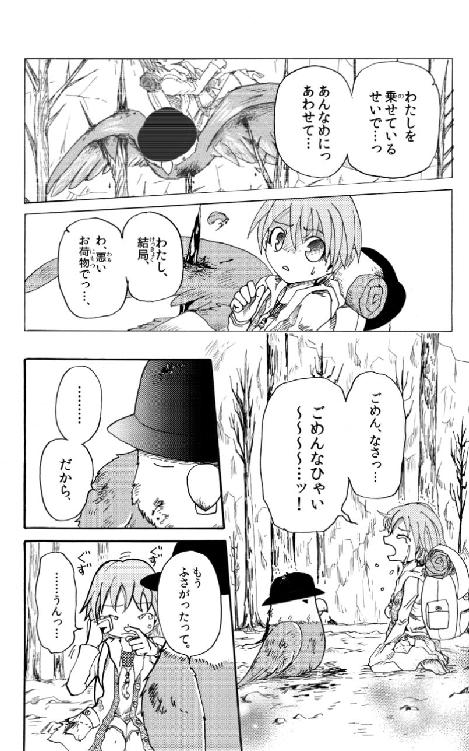 わたしを
乗せている
せいで…っ
あんなめにっ
あわせて…
わたし、
結局、
わ、悪い
お荷物でっ…、
ごめん、なさっ…
ごめんなひゃい
～～～～…ッ！
………
だから、
もう
ふさがったって。
ぐす
ぐず
……うんっ…